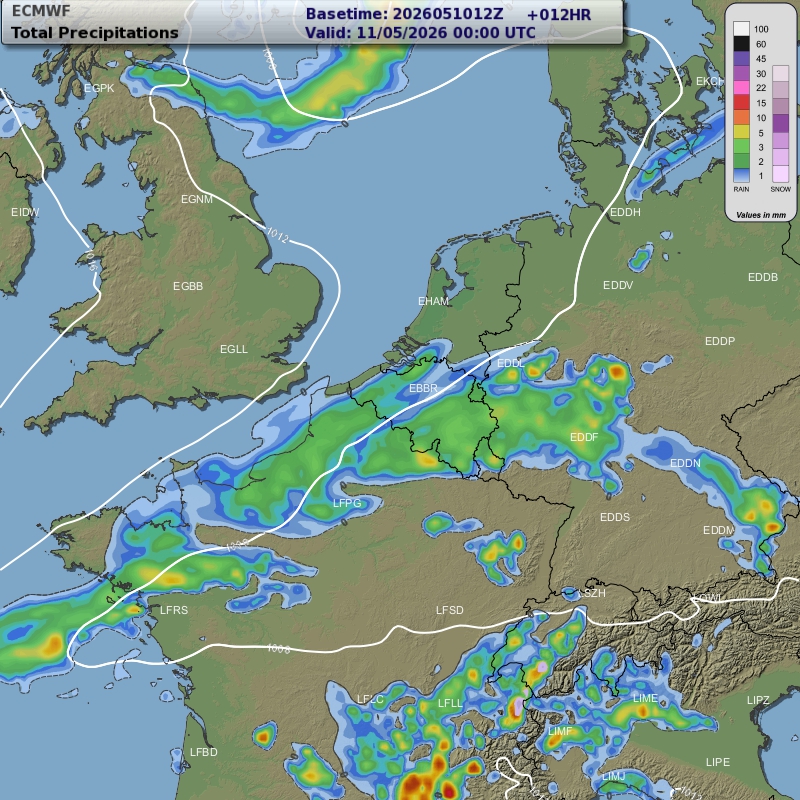 ECMWF
Total Precipitations
Basetime: 2026051012Z +012HR
Valid: 11/05/2026 00:00 UTC
100
60
45
30
22
15
10
5
3
2
1
RAIN SNOW
Values in mm
EGPK
EKCH
EIDW
EGNM
EDDH
1012
1016
EGBB
EHAM
EDDV
EDDB
EGLL
EDDP
EDDL
EBBR
EDDF
EDDN
LFPG
EDDS
EDDM
LFRS
LFSD
LSZH
LOWI
1008
LFLC
LFLL
LIME
LIPZ
LIMF
LFBD
LIPE
LIMJ